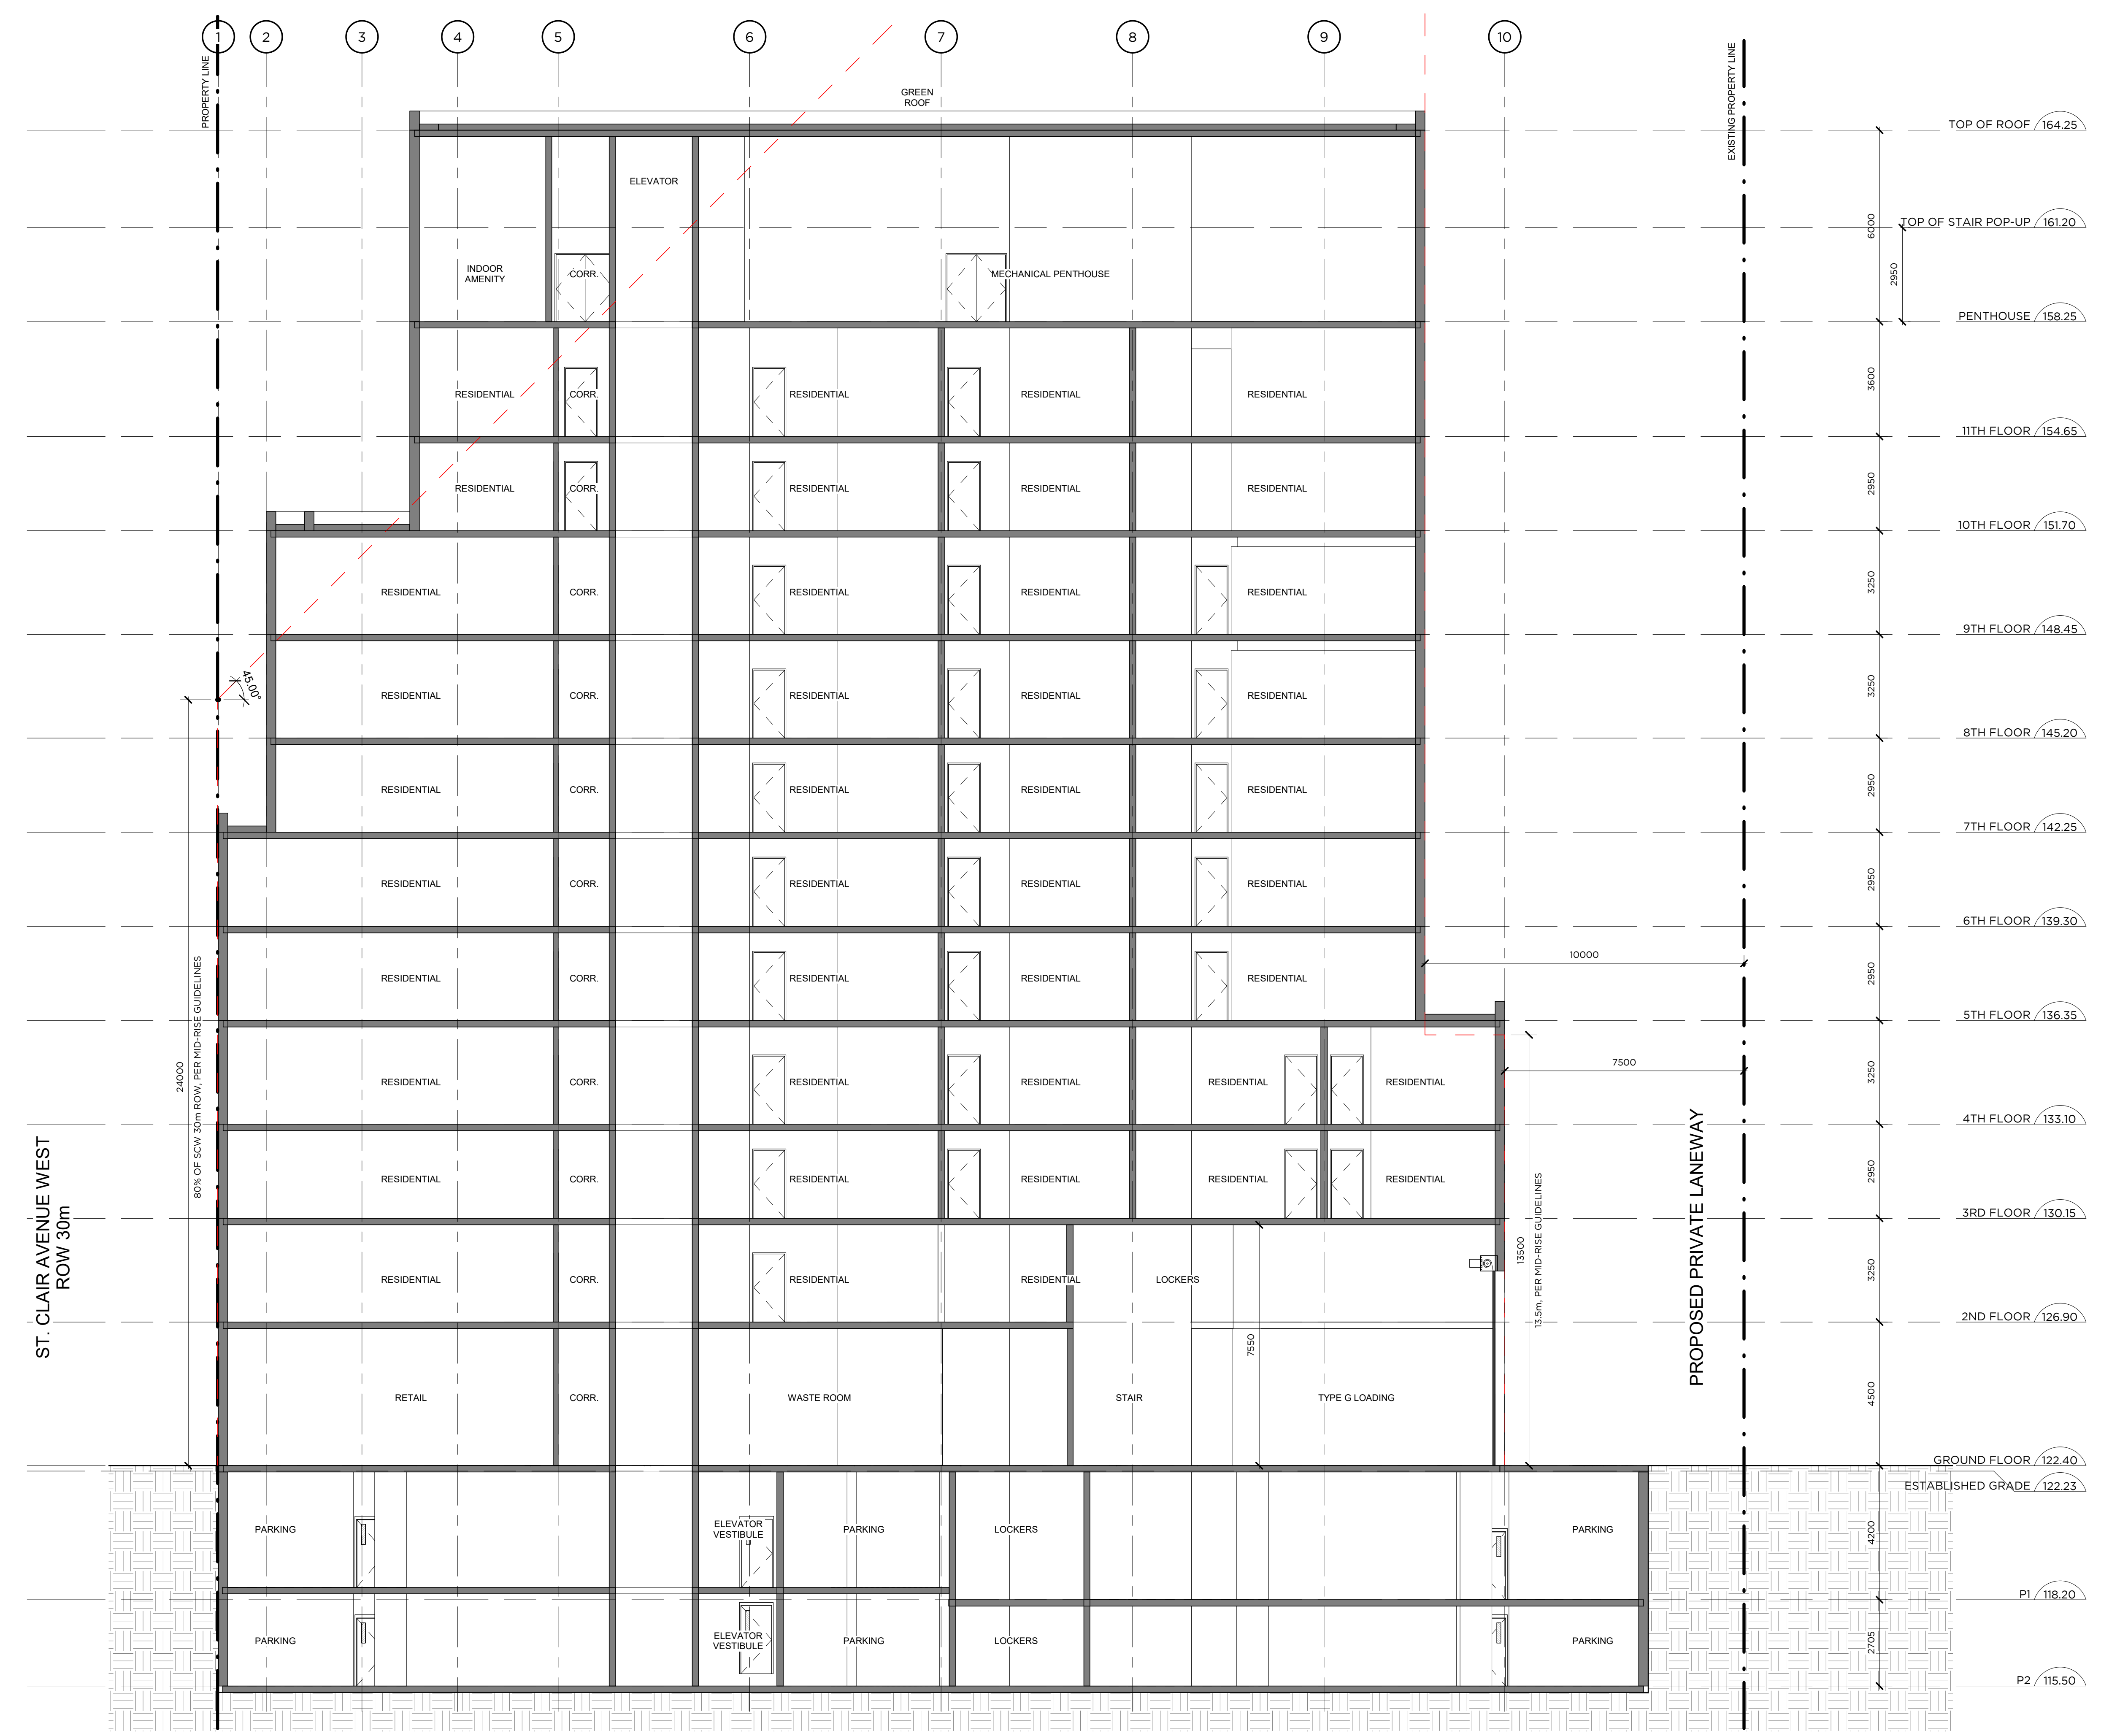 1
2
3
4
5
6
7
8
9
10
PROPERTY LINE
EXISTING PROPERTY LINE
GREEN
ROOF
TOP OF ROOF 164.25
ELEVATOR
6000
TOP OF STAIR POP-UP 161.20
INDOOR
AMENITY
CORR.
MECHANICAL PENTHOUSE
2950
PENTHOUSE 158.25
3600
RESIDENTIAL CORR. RESIDENTIAL RESIDENTIAL RESIDENTIAL
11TH FLOOR 154.65
2950
RESIDENTIAL CORR. RESIDENTIAL RESIDENTIAL RESIDENTIAL
10TH FLOOR 151.70
3250
RESIDENTIAL CORR. RESIDENTIAL RESIDENTIAL RESIDENTIAL
9TH FLOOR 148.45
45.00°
3250
RESIDENTIAL CORR. RESIDENTIAL RESIDENTIAL RESIDENTIAL
8TH FLOOR 145.20
2950
RESIDENTIAL CORR. RESIDENTIAL RESIDENTIAL RESIDENTIAL
7TH FLOOR 142.25
2950
RESIDENTIAL CORR. RESIDENTIAL RESIDENTIAL RESIDENTIAL
6TH FLOOR 139.30
10000
2950
RESIDENTIAL CORR. RESIDENTIAL RESIDENTIAL RESIDENTIAL
5TH FLOOR 136.35
24000
80% OF SCW 30m ROW, PER MID-RISE GUIDELINES
7500
3250
RESIDENTIAL CORR. RESIDENTIAL RESIDENTIAL RESIDENTIAL RESIDENTIAL
4TH FLOOR 133.10
2950
RESIDENTIAL CORR. RESIDENTIAL RESIDENTIAL RESIDENTIAL RESIDENTIAL
3RD FLOOR 130.15
ST. CLAIR AVENUE WEST
ROW 30m
13500
13.5m, PER MID-RISE GUIDELINES
PROPOSED PRIVATE LANEWAY
3250
RESIDENTIAL CORR. RESIDENTIAL RESIDENTIAL LOCKERS
2ND FLOOR 126.90
7550
4500
RETAIL CORR. WASTE ROOM STAIR TYPE G LOADING
GROUND FLOOR 122.40
ESTABLISHED GRADE 122.23
4200
PARKING
ELEVATOR
VESTIBULE
PARKING LOCKERS PARKING
P1 118.20
2705
PARKING
ELEVATOR
VESTIBULE
PARKING LOCKERS PARKING
P2 115.50